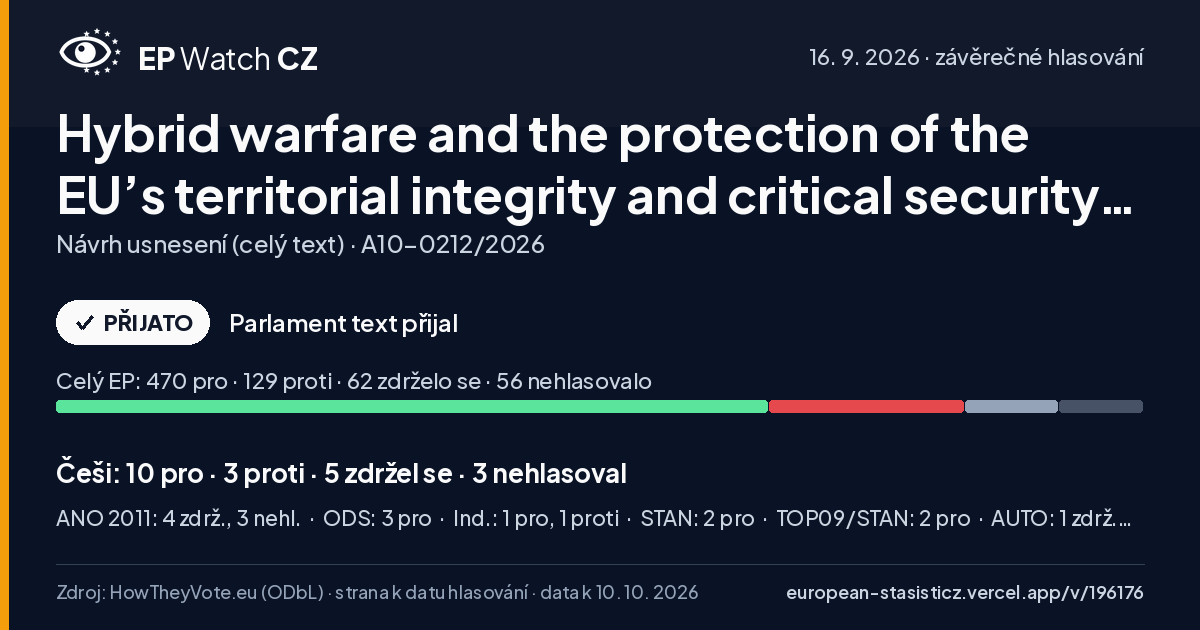 EP Watch CZ
16. 9. 2026 · závěrečné hlasování
Hybrid warfare and the protection of the
EU’s territorial integrity and critical security…
Návrh usnesení (celý text) · A10–0212/2026
✓ PŘIJATO Parlament text přijal
Celý EP: 470 pro · 129 proti · 62 zdrželo se · 56 nehlasovalo
Češi: 10 pro · 3 proti · 5 zdržel se · 3 nehlasoval
ANO 2011: 4 zdrž., 3 nehl. · ODS: 3 pro · Ind.: 1 pro, 1 proti · STAN: 2 pro · TOP09/STAN: 2 pro · AUTO: 1 zdrž.…
Zdroj: HowTheyVote.eu (ODbL) · strana k datu hlasování · data k 10. 10. 2026
european-stasisticz.vercel.app/v/196176